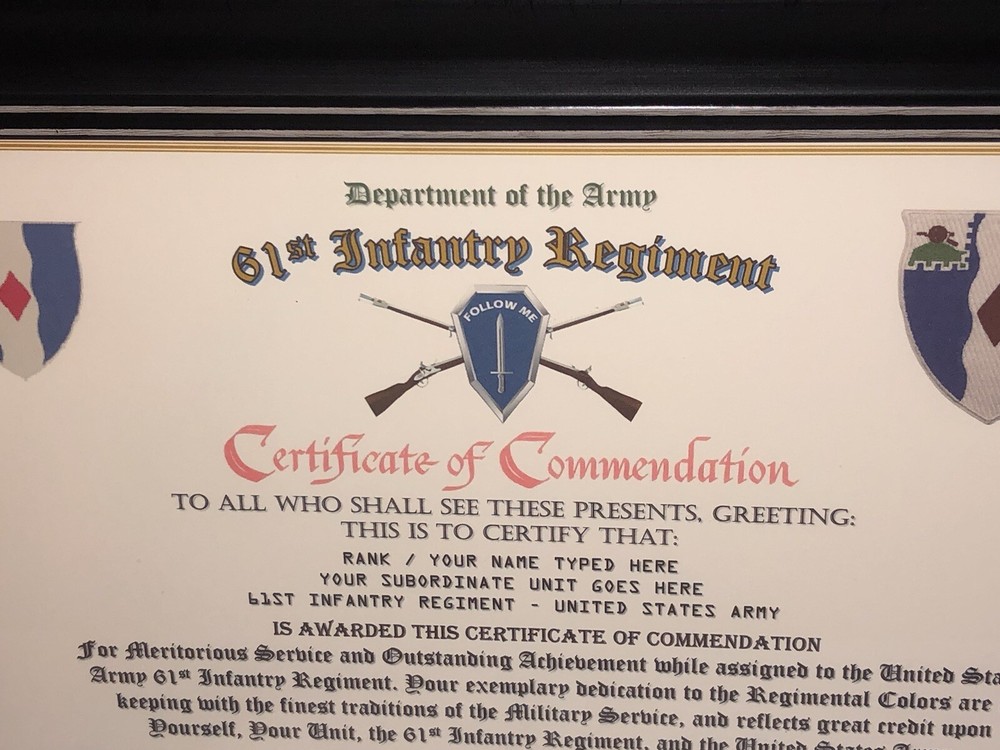 Department of the Army
61st Infantry Regiment
FOLLOW ME
Certificate of Commendation
TO ALL WHO SHALL SEE THESE PRESENTS, GREETING:
THIS IS TO CERTIFY THAT:
RANK / YOUR NAME TYPED HERE
YOUR SUBORDINATE UNIT GOES HERE
61ST INFANTRY REGIMENT - UNITED STATES ARMY
IS AWARDED THIS CERTIFICATE OF COMMENDATION
For Meritorious Service and Outstanding Achievement while assigned to the United Sta
Army 61st Infantry Regiment. Your exemplary dedication to the Regimental Colors are
keeping with the finest traditions of the Military Service, and reflects great credit upon
Yourself, Your Unit, the 61st Infantry Regiment, and the United States